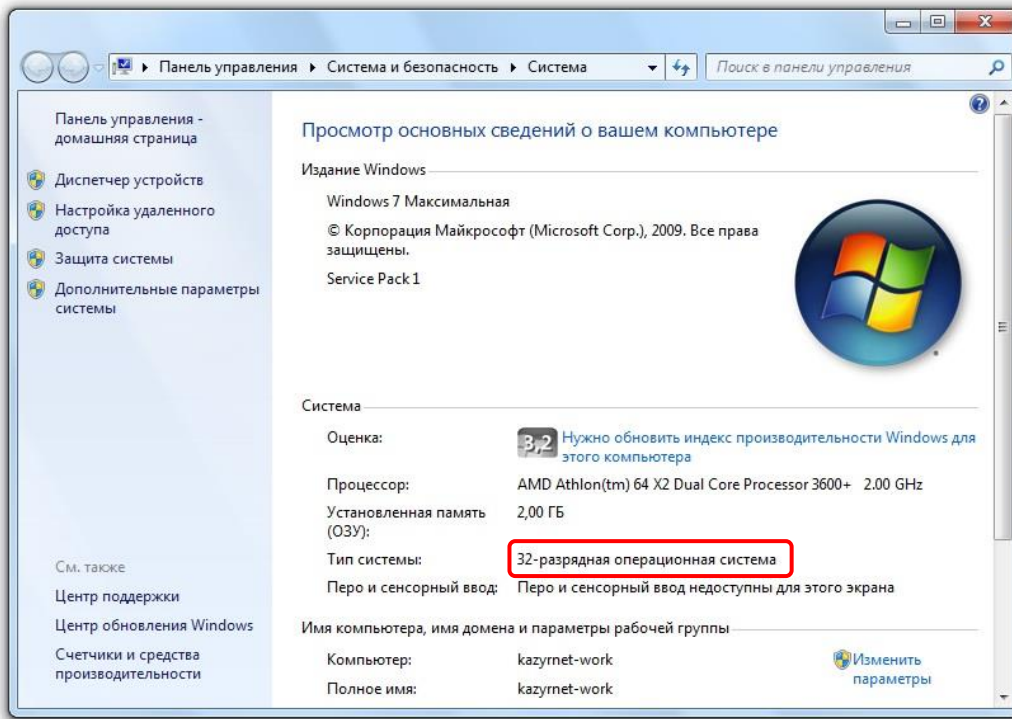 Панель управления ▸ Система и безопасность ▸ Система
Поиск в панели управления
Панель управления -
домашняя страница
Диспетчер устройств
Настройка удаленного
доступа
Защита системы
Дополнительные параметры
системы
См. также
Центр поддержки
Центр обновления Windows
Счетчики и средства
производительности
Просмотр основных сведений о вашем компьютере
Издание Windows
Windows 7 Максимальная
© Корпорация Майкрософт (Microsoft Corp.), 2009. Все права
защищены.
Service Pack 1
Система
Оценка: 3,2 Нужно обновить индекс производительности Windows для
этого компьютера
Процессор: AMD Athlon(tm) 64 X2 Dual Core Processor 3600+ 2.00 GHz
Установленная память 2,00 ГБ
(ОЗУ):
Тип системы: 32-разрядная операционная система
Перо и сенсорный ввод: Перо и сенсорный ввод недоступны для этого экрана
Имя компьютера, имя домена и параметры рабочей группы
Компьютер: kazyrnet-work Изменить
параметры
Полное имя: kazyrnet-work